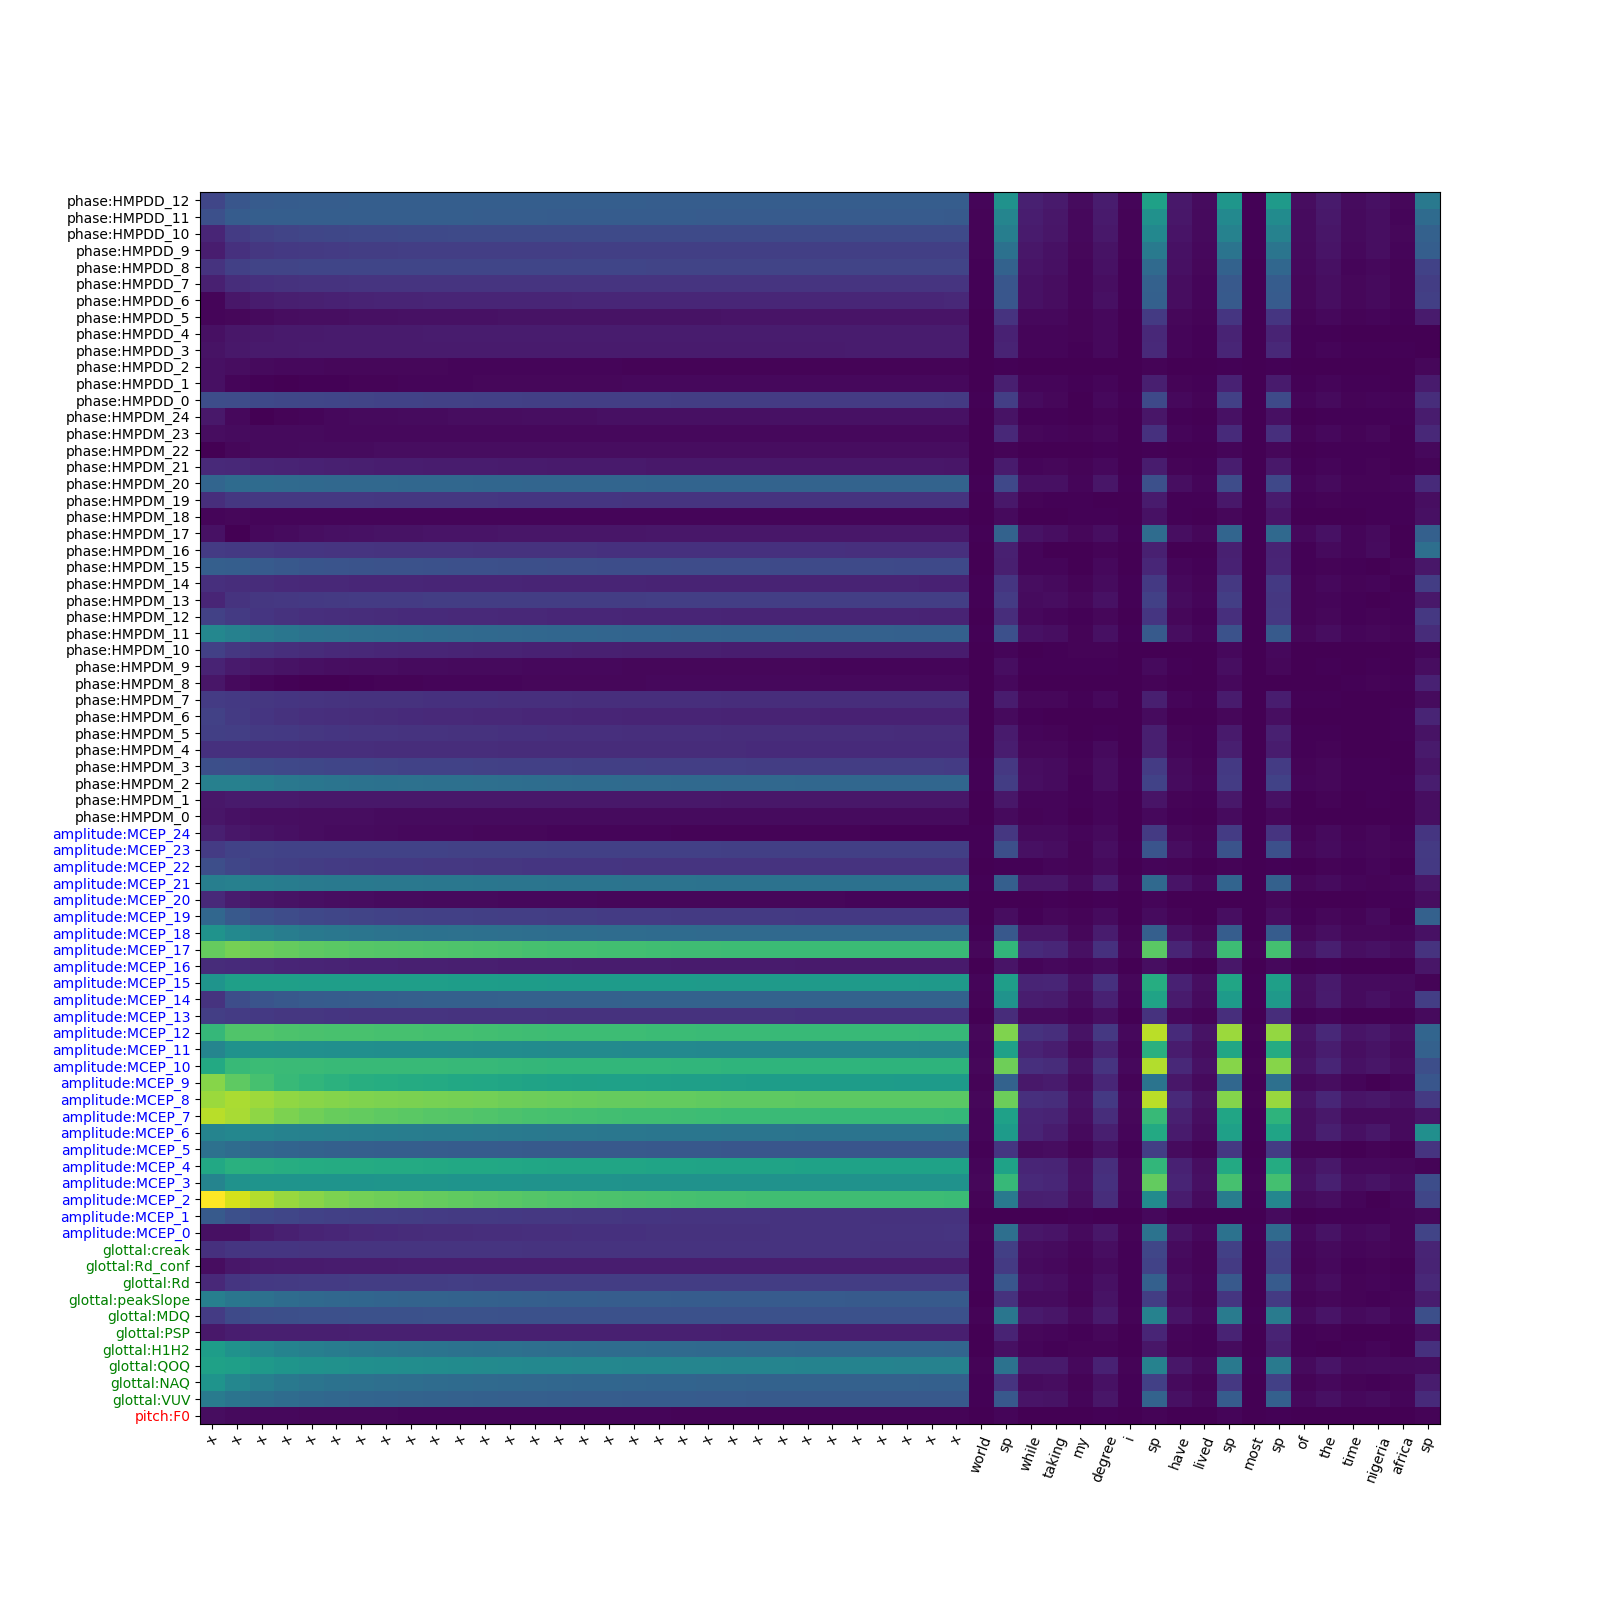 phase:HMPDD_12
phase:HMPDD_11
phase:HMPDD_10
phase:HMPDD_9
phase:HMPDD_8
phase:HMPDD_7
phase:HMPDD_6
phase:HMPDD_5
phase:HMPDD_4
phase:HMPDD_3
phase:HMPDD_2
phase:HMPDD_1
phase:HMPDD_0
phase:HMPDM_24
phase:HMPDM_23
phase:HMPDM_22
phase:HMPDM_21
phase:HMPDM_20
phase:HMPDM_19
phase:HMPDM_18
phase:HMPDM_17
phase:HMPDM_16
phase:HMPDM_15
phase:HMPDM_14
phase:HMPDM_13
phase:HMPDM_12
phase:HMPDM_11
phase:HMPDM_10
phase:HMPDM_9
phase:HMPDM_8
phase:HMPDM_7
phase:HMPDM_6
phase:HMPDM_5
phase:HMPDM_4
phase:HMPDM_3
phase:HMPDM_2
phase:HMPDM_1
phase:HMPDM_0
amplitude:MCEP_24
amplitude:MCEP_23
amplitude:MCEP_22
amplitude:MCEP_21
amplitude:MCEP_20
amplitude:MCEP_19
amplitude:MCEP_18
amplitude:MCEP_17
amplitude:MCEP_16
amplitude:MCEP_15
amplitude:MCEP_14
amplitude:MCEP_13
amplitude:MCEP_12
amplitude:MCEP_11
amplitude:MCEP_10
amplitude:MCEP_9
amplitude:MCEP_8
amplitude:MCEP_7
amplitude:MCEP_6
amplitude:MCEP_5
amplitude:MCEP_4
amplitude:MCEP_3
amplitude:MCEP_2
amplitude:MCEP_1
amplitude:MCEP_0
glottal:creak
glottal:Rd_conf
glottal:Rd
glottal:peakSlope
glottal:MDQ
glottal:PSP
glottal:H1H2
glottal:QOQ
glottal:NAQ
glottal:VUV
pitch:F0
x x x x x x x x x x x x x x x x x x x x x x x x x x x x x x x world sp while taking my degree i sp have lived sp most sp of the time nigeria africa sp